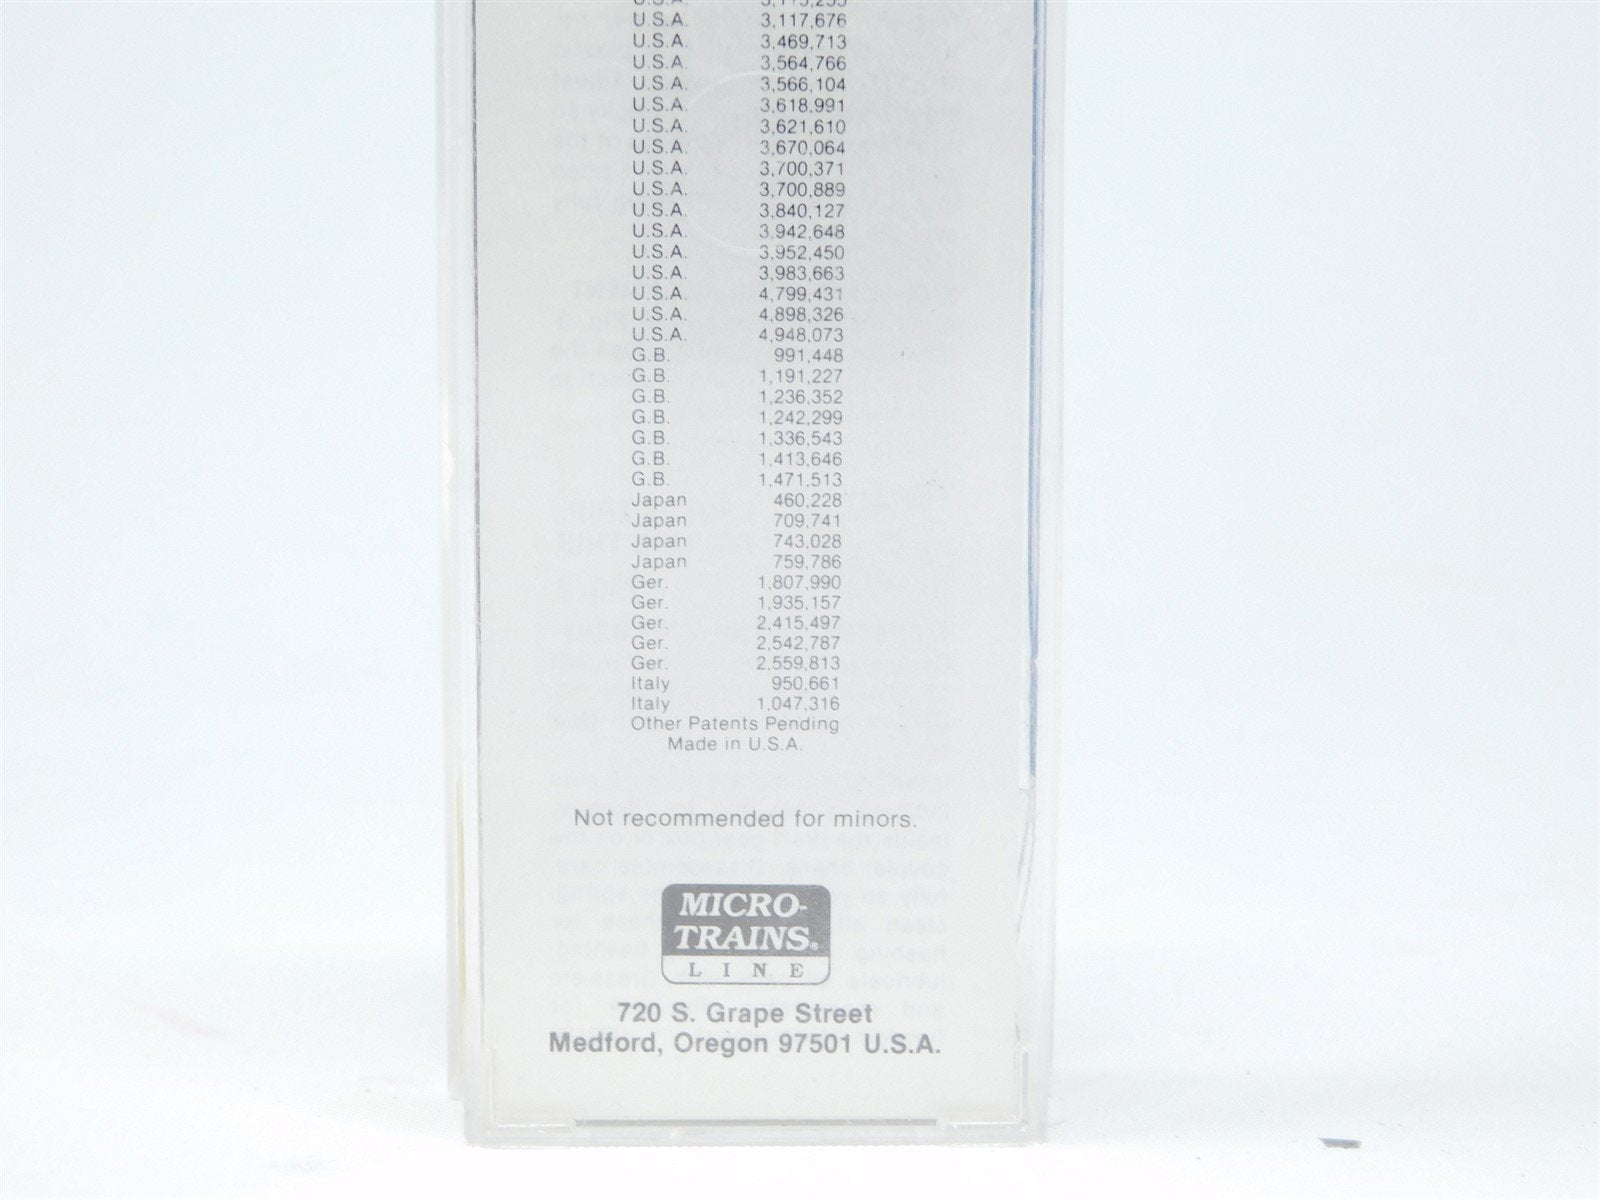 U.S.A. 3,117,676
U.S.A. 3,469,713
U.S.A. 3,564,766
U.S.A. 3,566,104
U.S.A. 3,618,991
U.S.A. 3,621,610
U.S.A. 3,670,064
U.S.A. 3,700,371
U.S.A. 3,700,889
U.S.A. 3,840,127
U.S.A. 3,942,648
U.S.A. 3,952,450
U.S.A. 3,983,663
U.S.A. 4,799,431
U.S.A. 4,898,326
U.S.A. 4,948,073
G.B. 991,448
G.B. 1,191,227
G.B. 1,236,352
G.B. 1,242,299
G.B. 1,336,543
G.B. 1,413,646
G.B. 1,471,513
Japan 460,228
Japan 709,741
Japan 743,028
Japan 759,786
Ger. 1,807,990
Ger. 1,935,157
Ger. 2,415,497
Ger. 2,542,787
Ger. 2,559,813
Italy 950,661
Italy 1,047,316
Other Patents Pending
Made in U.S.A.
Not recommended for minors.
MICRO-
TRAINS®
LINE
720 S. Grape Street
Medford, Oregon 97501 U.S.A.